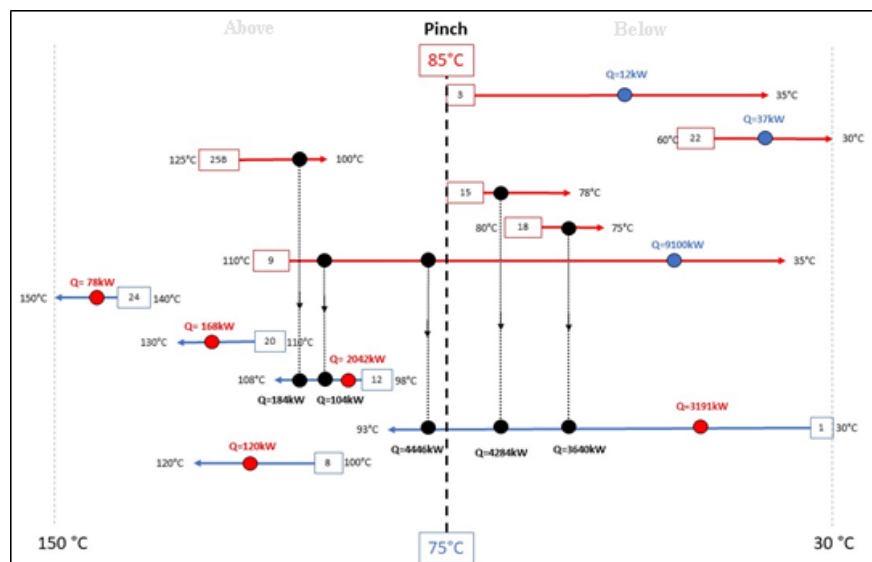 Above Pinch Below
85°C
Q=12kW
3 35°C
Q=37kW
60°C 22 30°C
125°C 258 100°C
15 78°C
80°C 18 75°C
Q=9100kW
110°C 9 35°C
Q= 78kW
150°C 24 140°C
Q= 168kW
130°C 20 110°C
Q= 2042kW
108°C 12 98°C
Q=184kW Q=104kW
Q=3191kW
93°C 1 30°C
Q=4446kW Q=4284kW Q=3640kW
Q=120kW
120°C 8 100°C
150 °C 75°C 30 °C